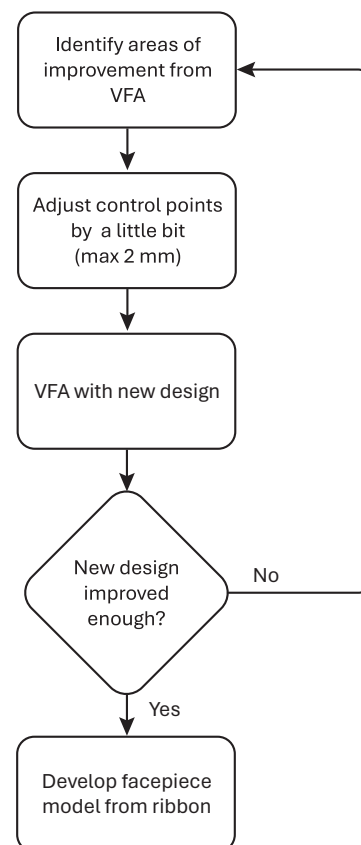 Identify areas of
improvement from
VFA
Adjust control points
by a little bit
(max 2 mm)
VFA with new design
New design
improved
enough?
No
Yes
Develop facepiece
model from ribbon